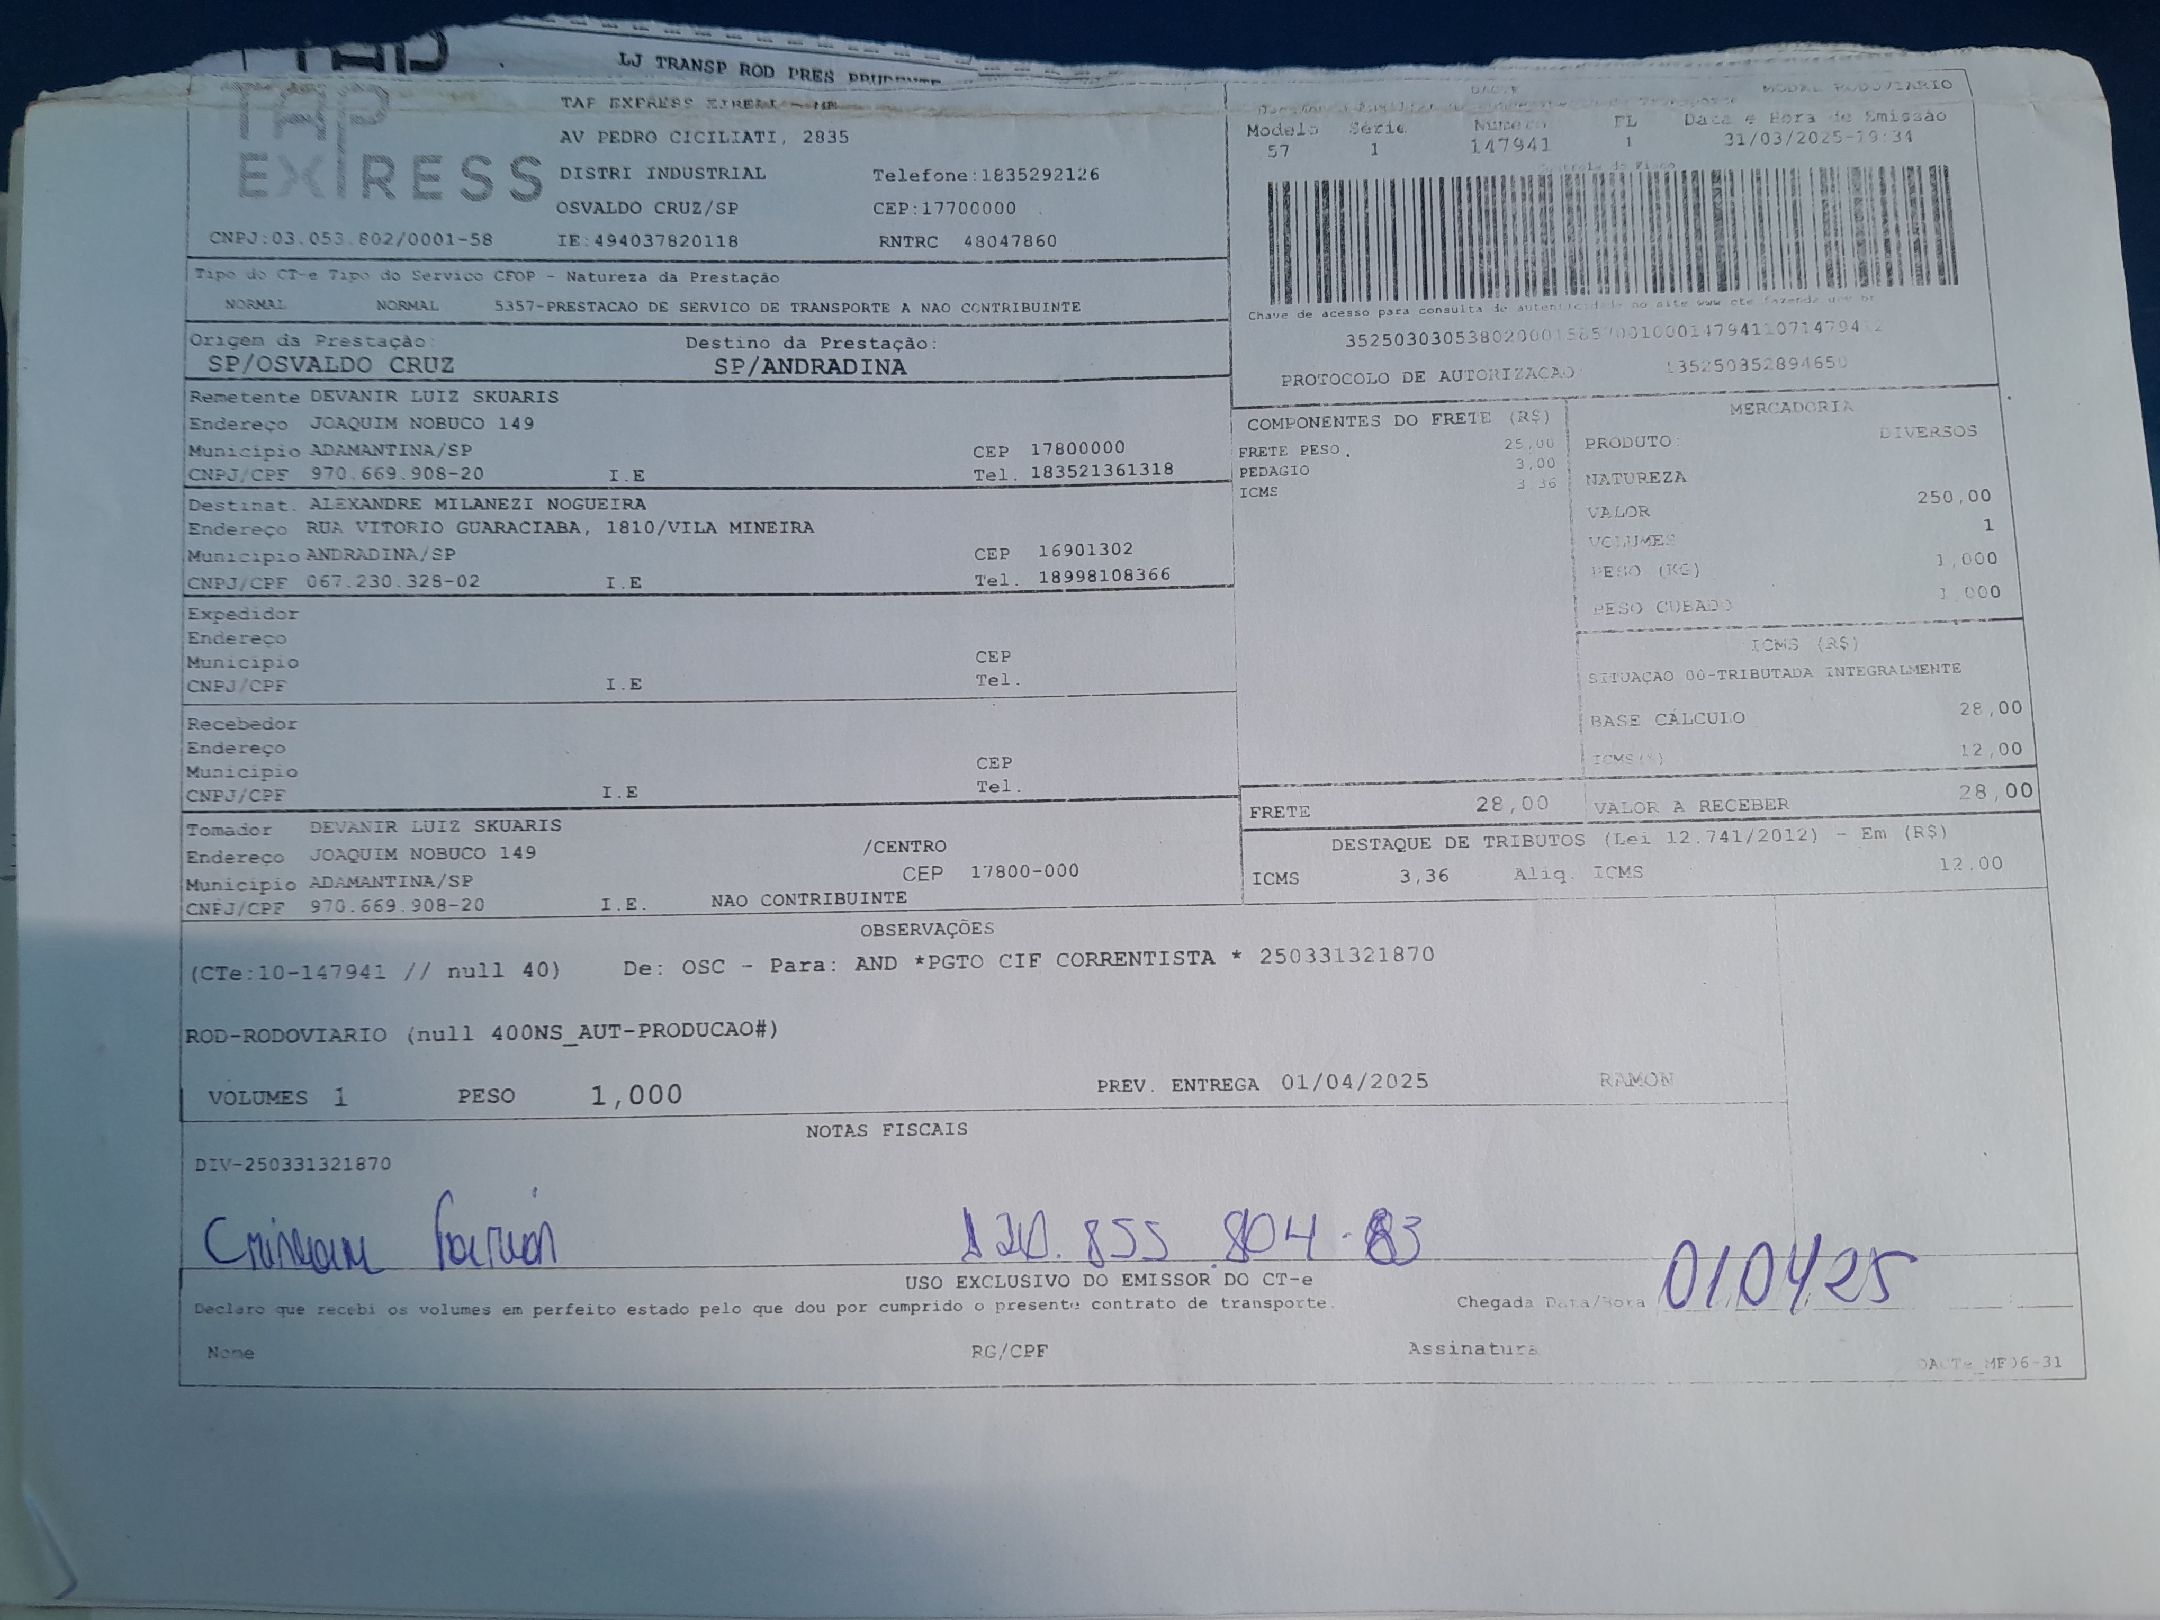 LJ TRANSP ROD PRES PRUDENTE
TAP EXPRESS EIRELI - ME
AV PEDRO CICILIATI, 2835
DISTRI INDUSTRIAL Telefone:1835292126
OSVALDO CRUZ/SP CEP:17700000
CNPJ:03.053.802/0001-58 IE:494037820118 RNTRC 48047860
TAP
EXPRESS
MODAL RODOVIARIO
Modelo Série Número FL Data e Hora de Emissão
57 1 147941 1 31/03/2025-19:34
Controle do Fisco
Chave de acesso para consulta de autenticidade no site www cte fazenda gov br
PROTOCOLO DE AUTORIZAÇAO: 135250352894650
Tipo do CT-e Tipo do Servico CFOP - Natureza da Prestação
NORMAL NORMAL 5357-PRESTACAO DE SERVICO DE TRANSPORTE A NAO CONTRIBUINTE
Origem da Prestação: Destino da Prestação:
SP/OSVALDO CRUZ SP/ANDRADINA
Remetente DEVANIR LUIZ SKUARIS
Endereço JOAQUIM NOBUCO 149
Municipio ADAMANTINA/SP CEP 17800000
CNPJ/CPF 970.669.908-20 I.E Tel. 183521361318
Destinat. ALEXANDRE MILANEZI NOGUEIRA
Endereço RUA VITORIO GUARACIABA, 1810/VILA MINEIRA
Municipio ANDRADINA/SP CEP 16901302
CNPJ/CPF 067.230.328-02 I.E Tel. 18998108366
Expedidor
Endereço
Municipio CEP
CNPJ/CPF I.E Tel.
Recebedor
Endereço
Municipio CEP
CNPJ/CPF I.E Tel.
Tomador DEVANIR LUIZ SKUARIS
Endereço JOAQUIM NOBUCO 149 /CENTRO
Municipio ADAMANTINA/SP CEP 17800-000
CNPJ/CPF 970.669.908-20 I.E. NAO CONTRIBUINTE
COMPONENTES DO FRETE (R$)
FRETE PESO 25,00
PEDAGIO 3,00
ICMS 3,36
MERCADORIA
PRODUTO: DIVERSOS
NATUREZA
VALOR 250,00
VOLUMES 1
PESO (KG) 1,000
PESO CUBADO 1,000
ICMS (R$)
SITUAÇAO 00-TRIBUTADA INTEGRALMENTE
BASE CÁLCULO 28,00
ICMS(%) 12,00
FRETE 28,00 VALOR A RECEBER 28,00
DESTAQUE DE TRIBUTOS (Lei 12.741/2012) - Em (R$)
ICMS 3,36 Aliq. ICMS 12.00
OBSERVAÇÕES
(CTe:10-147941 // null 40) De: OSC - Para: AND *PGTO CIF CORRENTISTA * 250331321870
ROD-RODOVIARIO (null 400NS_AUT-PRODUCAO#)
VOLUMES 1 PESO 1,000 PREV. ENTREGA 01/04/2025 RAMON
NOTAS FISCAIS
DIV-250331321870
855 804-83
USO EXCLUSIVO DO EMISSOR DO CT-e
Declaro que recebi os volumes em perfeito estado pelo que dou por cumprido o presente contrato de transporte. Chegada Data/Hora 01/04/25
Nome RG/CPF Assinatura
DACTe_MF06-31